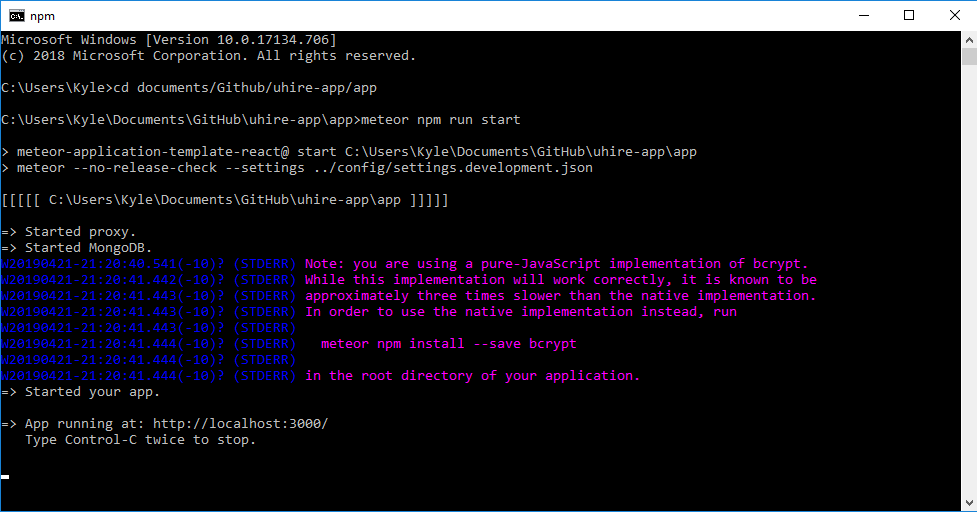 npm
Microsoft Windows [Version 10.0.17134.706]
(c) 2018 Microsoft Corporation. All rights reserved.
C:\Users\Kyle>cd documents/Github/uhire-app/app
C:\Users\Kyle\Documents\GitHub\uhire-app\app>meteor npm run start
> meteor-application-template-react@ start C:\Users\Kyle\Documents\GitHub\uhire-app\app
> meteor --no-release-check --settings ../config/settings.development.json
[[[[[ C:\Users\Kyle\Documents\GitHub\uhire-app\app ]]]]]
=> Started proxy.
=> Started MongoDB.
W20190421-21:20:40.541(-10)? (STDERR) Note: you are using a pure-JavaScript implementation of bcrypt.
W20190421-21:20:41.442(-10)? (STDERR) While this implementation will work correctly, it is known to be
W20190421-21:20:41.443(-10)? (STDERR) approximately three times slower than the native implementation.
W20190421-21:20:41.443(-10)? (STDERR) In order to use the native implementation instead, run
W20190421-21:20:41.443(-10)? (STDERR)
W20190421-21:20:41.444(-10)? (STDERR)   meteor npm install --save bcrypt
W20190421-21:20:41.444(-10)? (STDERR)
W20190421-21:20:41.444(-10)? (STDERR) in the root directory of your application.
=> Started your app.
=> App running at: http://localhost:3000/
   Type Control-C twice to stop.